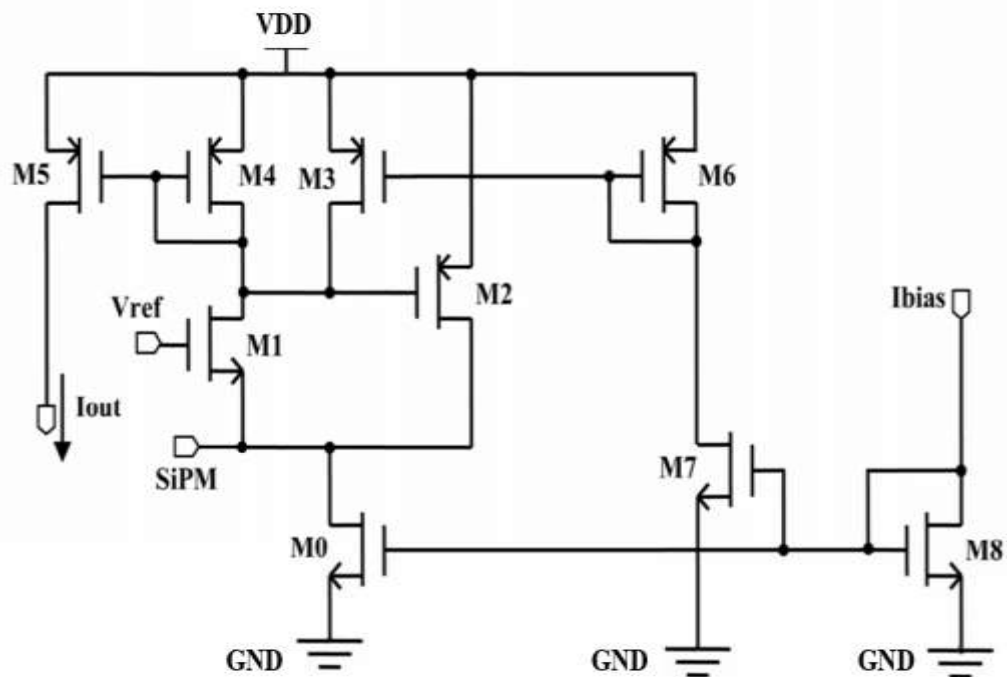 VDD
M5
M4
M3
M6
M2
Vref
M1
Ibias
Iout
SiPM
M7
M0
M8
GND
GND
GND